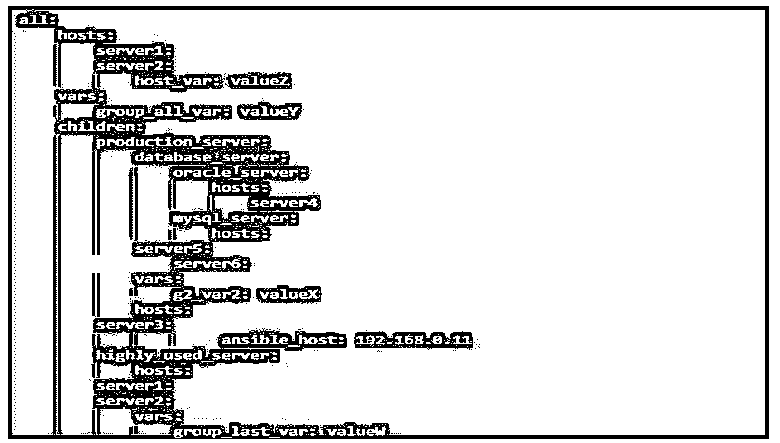 all:
hosts:
server1:
server2:
host_var: valueZ
vars:
group_all_var: valueY
children:
production_server:
database_server:
oracle_server:
hosts:
server4
mysql_server:
hosts:
server5:
server6:
vars:
g2_var2: valueX
hosts:
server3:
ansible_host: 192.168.0.11
highly_used_server:
hosts:
server1:
server2:
vars:
group_last_var: valueW